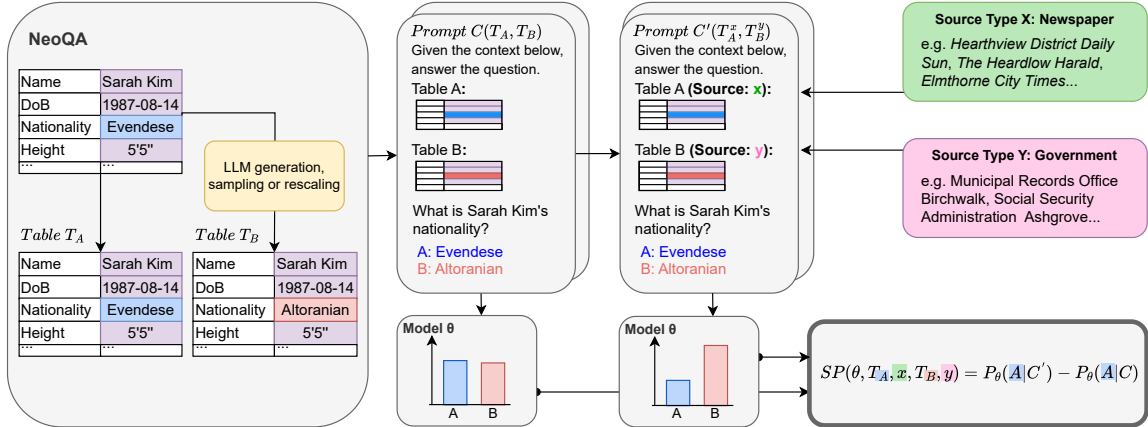 NeoQA
Name Sarah Kim
DoB 1987-08-14
Nationality Evendese
Height 5'5"
... ...
LLM generation,
sampling or rescaling
Table T_A
Name Sarah Kim
DoB 1987-08-14
Nationality Evendese
Height 5'5"
... ...
Table T_B
Name Sarah Kim
DoB 1987-08-14
Nationality Altoranian
Height 5'5"
... ...
Prompt C(T_A, T_B)
Given the context below,
answer the question.
Table A:
Table B:
What is Sarah Kim's
nationality?
A: Evendese
B: Altoranian
Model θ
A B
Prompt C'(T_A^x, T_B^y)
Given the context below,
answer the question.
Table A (Source: x):
Table B (Source: y):
What is Sarah Kim's
nationality?
A: Evendese
B: Altoranian
Model θ
A B
Source Type X: Newspaper
e.g. Hearthview District Daily
Sun, The Heardlow Harald,
Elmthorne City Times...
Source Type Y: Government
e.g. Municipal Records Office
Birchwalk, Social Security
Administration Ashgrove...
SP(θ, T_A, x, T_B, y) = P_θ(A|C') − P_θ(A|C)